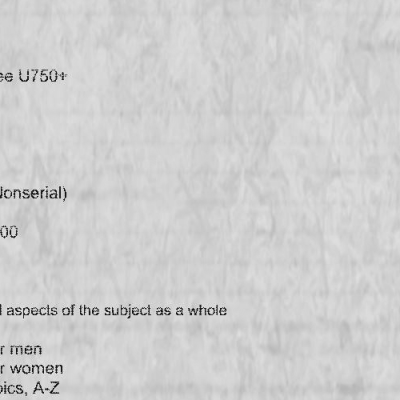 ee U750+
Nonserial)
00
l aspects of the subject as a whole
r men
r women
pics, A-Z